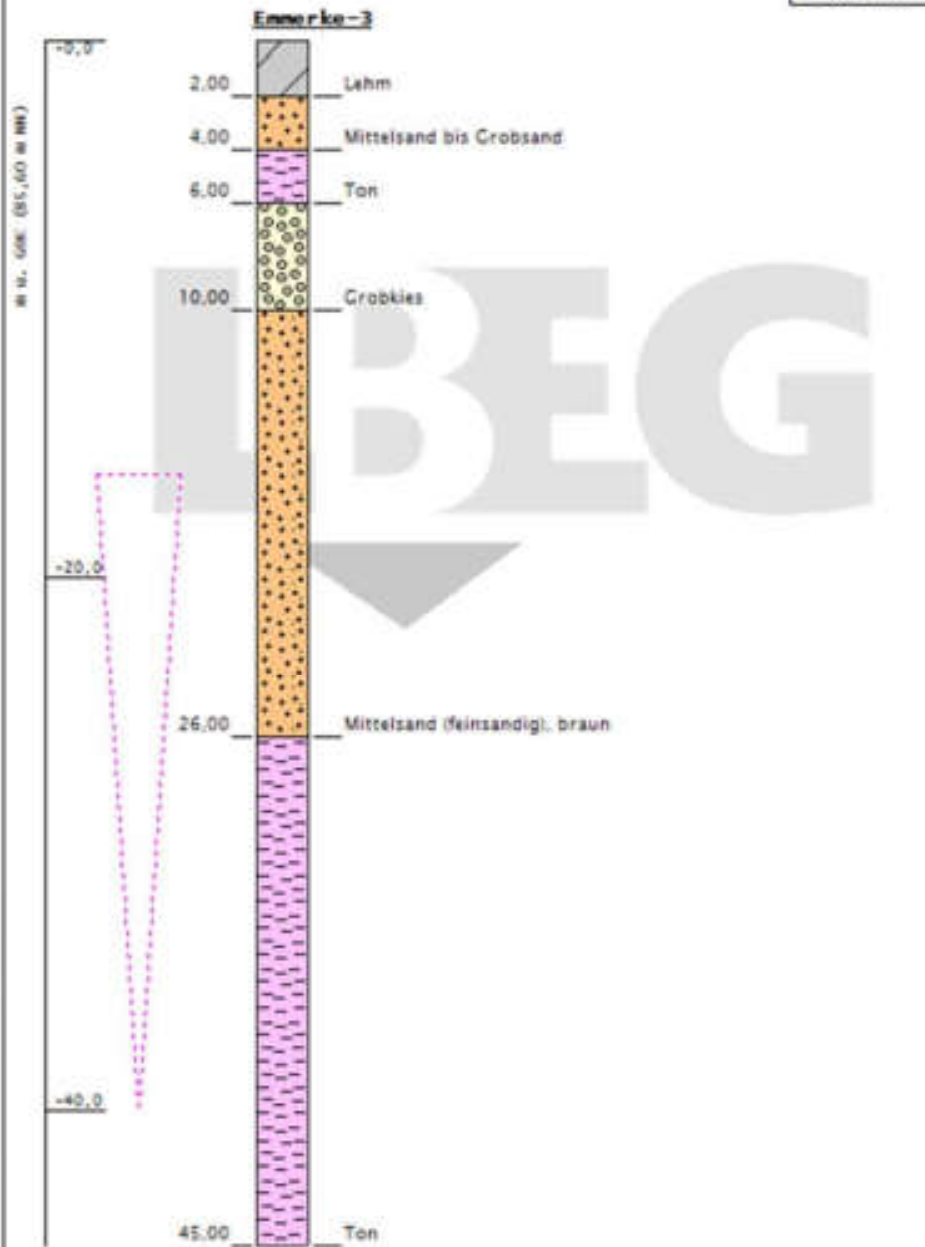 Emmerke-3
-0,0
2.00 Lehm
4.00 Mittelsand bis Grobsand
6.00 Ton
10.00 Grobkies
-20,0
26.00 Mittelsand (feinsandig), braun
-40,0
45.00 Ton
LBEG